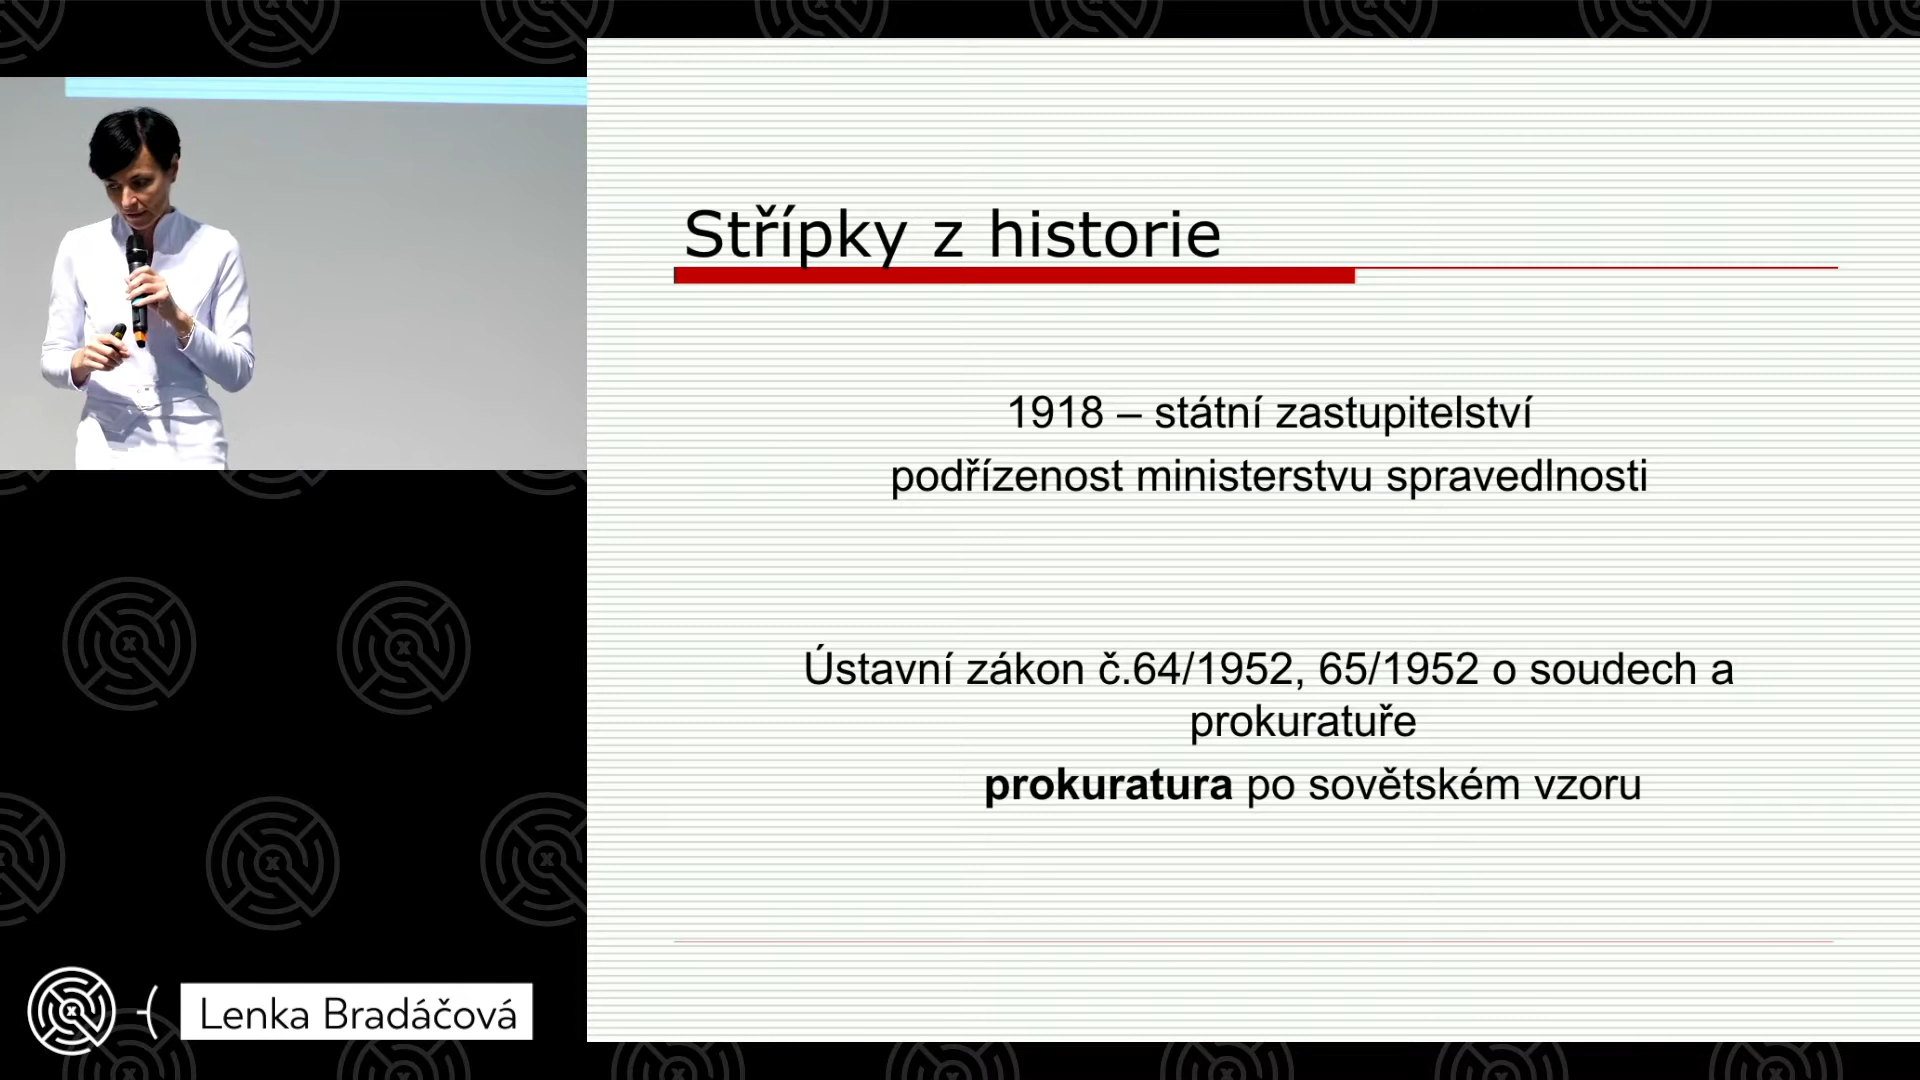 Střípky z historie
1918 – státní zastupitelství
podřízenost ministerstvu spravedlnosti
Ústavní zákon č.64/1952, 65/1952 o soudech a
prokuratuře
prokuratura po sovětském vzoru
Lenka Bradáčová